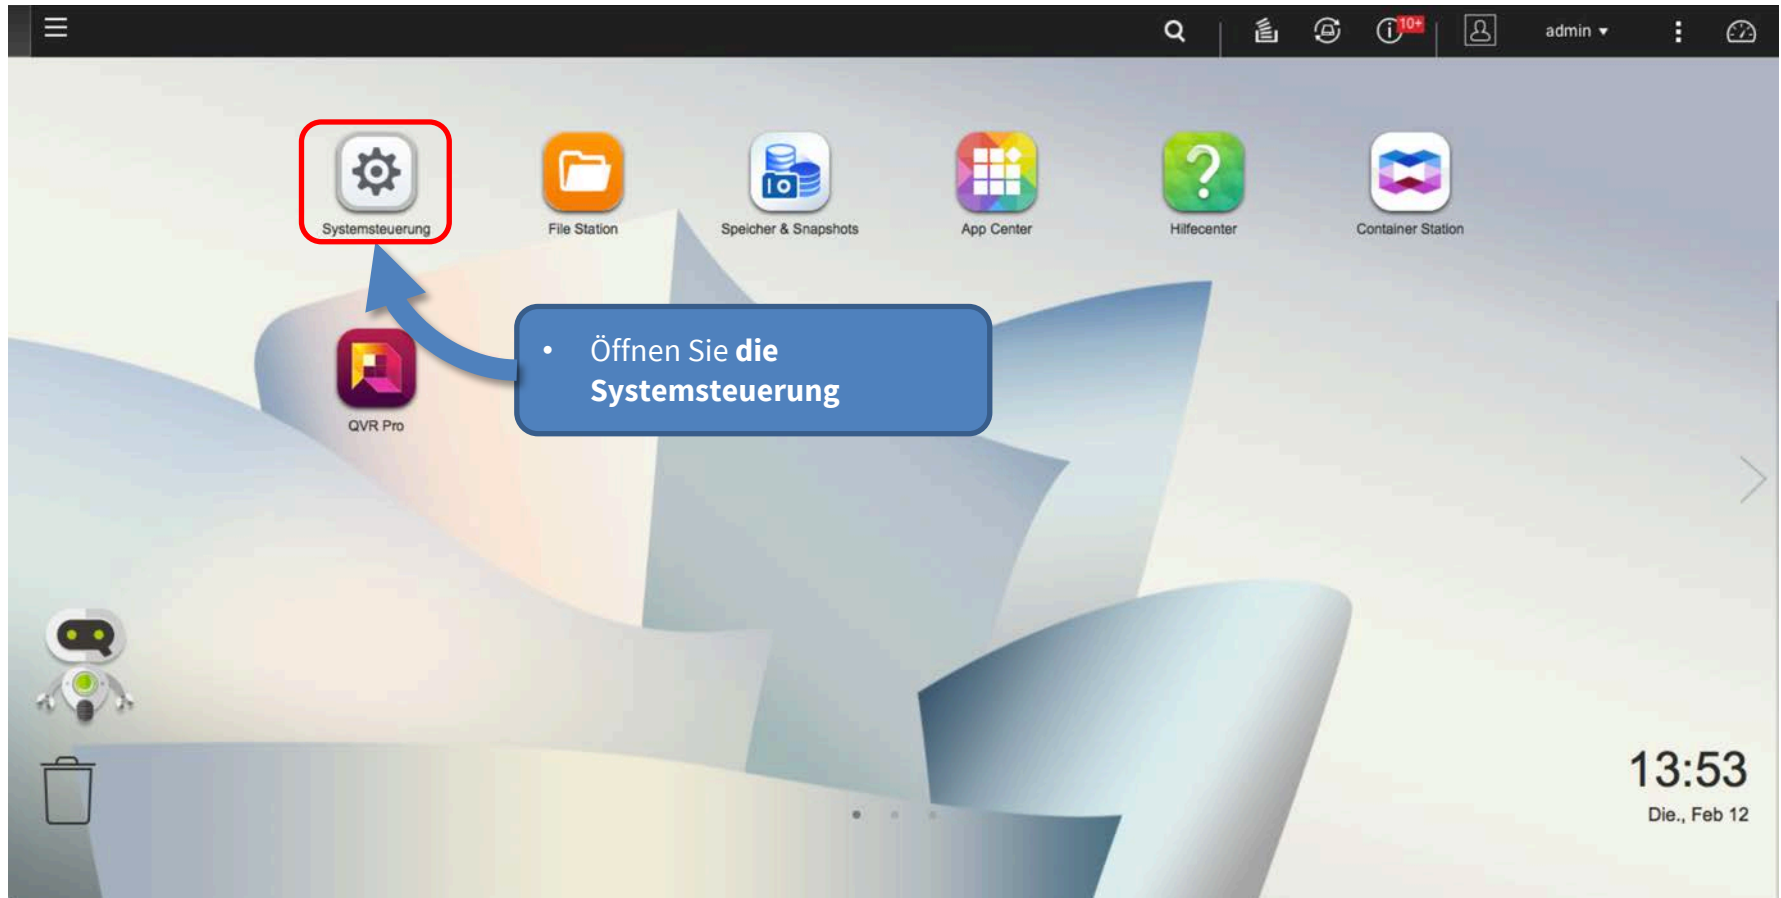 10+
admin
Systemsteuerung
File Station
Speicher & Snapshots
App Center
Hilfecenter
Container Station
• Öffnen Sie die
Systemsteuerung
QVR Pro
13:53
Die., Feb 12